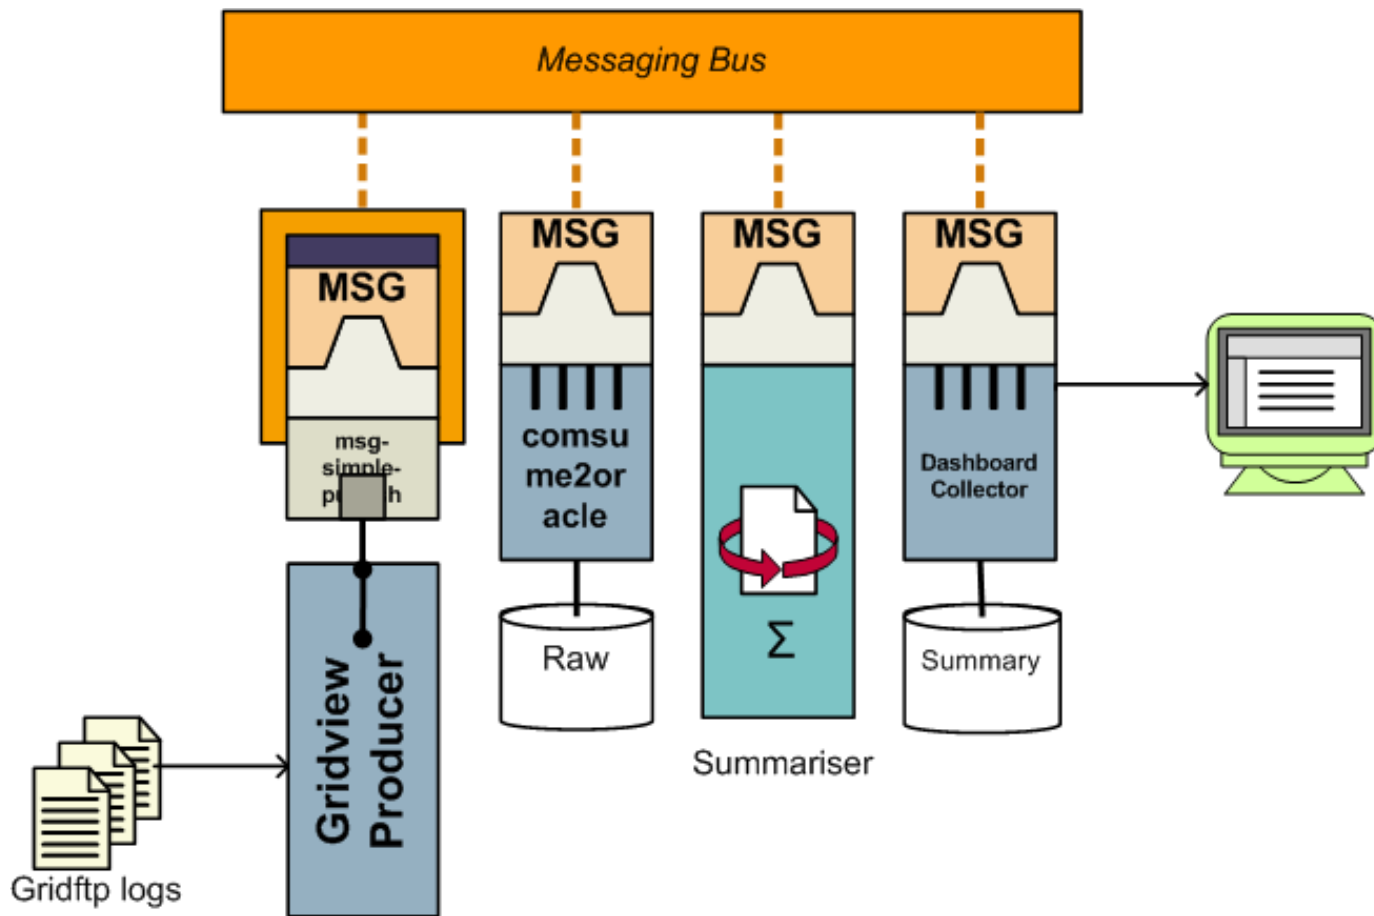 Messaging Bus
MSG
MSG
MSG
MSG
msg-
simple-
comsu
me2or
acle
Dashboard
Collector
Gridview
Producer
Raw
Σ
Summary
Summariser
Gridftp logs